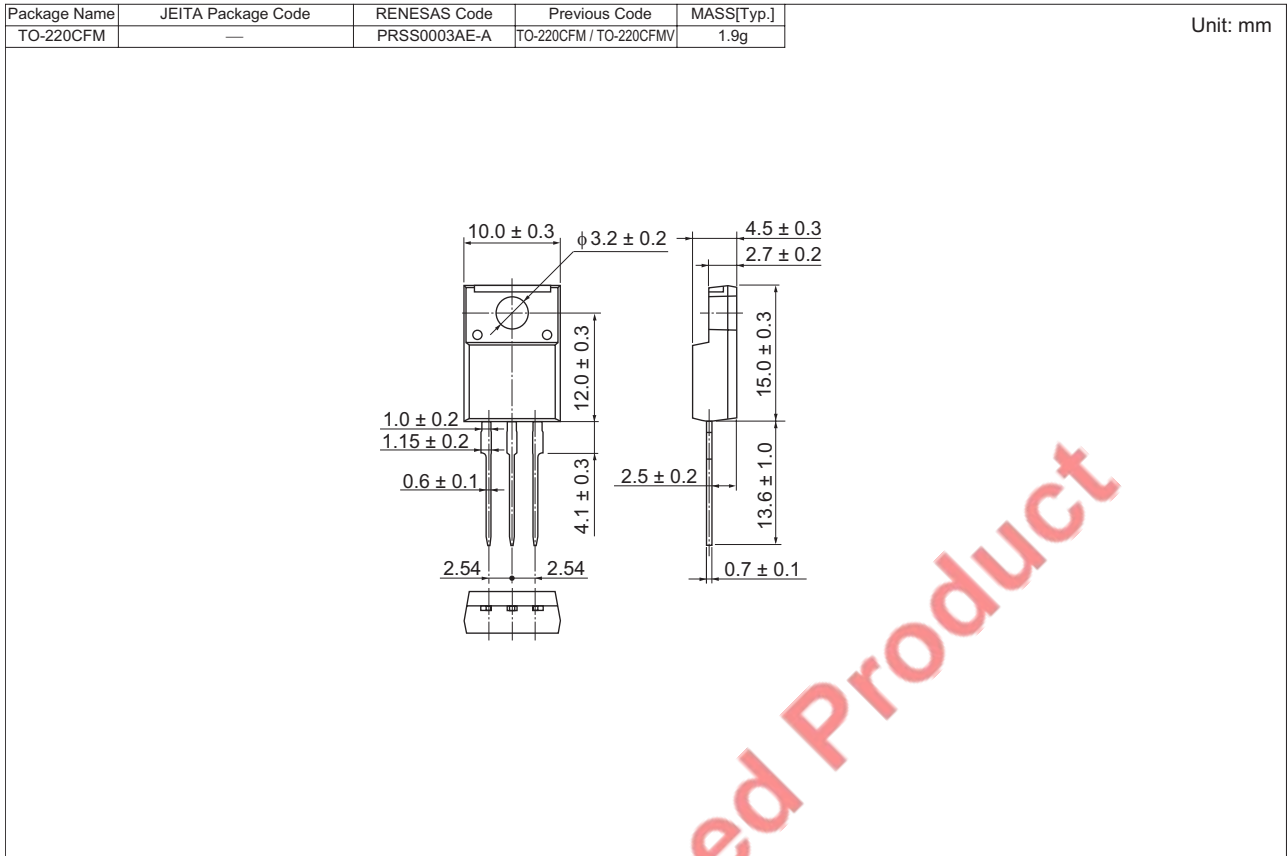 Package Name JEITA Package Code RENESAS Code Previous Code MASS[Typ.]
TO-220CFM — PRSS0003AE-A TO-220CFM / TO-220CFMV 1.9g
Unit: mm
10.0 ± 0.3
ϕ 3.2 ± 0.2
4.5 ± 0.3
2.7 ± 0.2
12.0 ± 0.3
15.0 ± 0.3
1.0 ± 0.2
1.15 ± 0.2
0.6 ± 0.1
4.1 ± 0.3
2.5 ± 0.2
13.6 ± 1.0
2.54 2.54
0.7 ± 0.1
ed Product